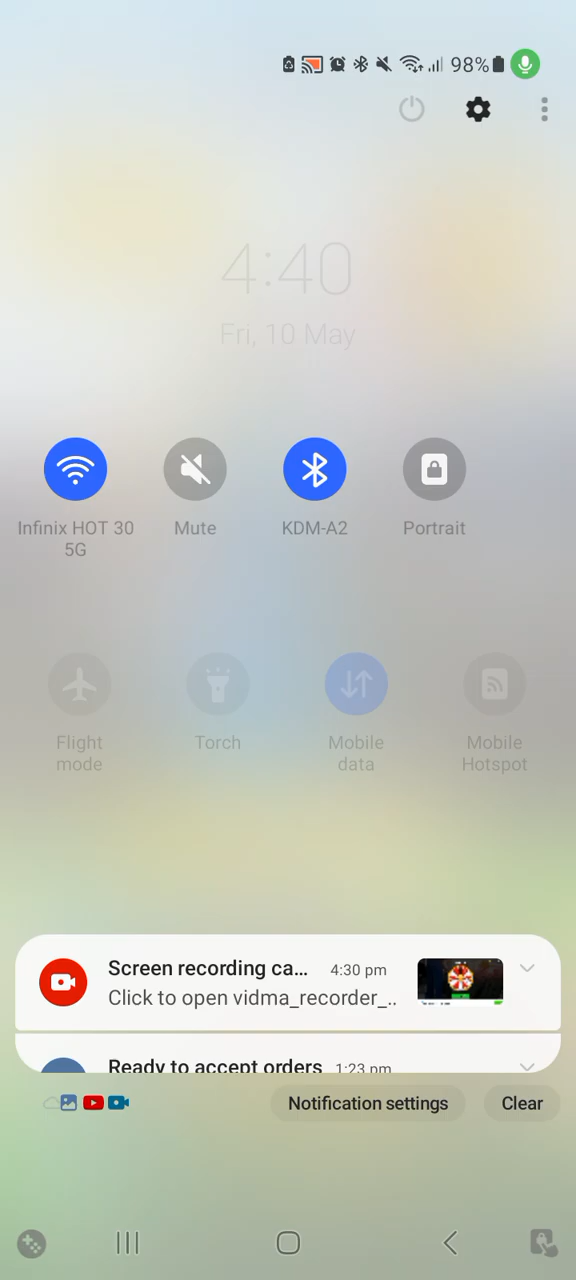 98%
4:40
Fri, 10 May
Infinix HOT 30
5G
Mute
KDM-A2
Portrait
Flight
mode
Torch
Mobile
data
Mobile
Hotspot
Screen recording ca... 4:30 pm
Click to open vidma_recorder_..
Ready to accept orders 1:23 pm
Notification settings
Clear